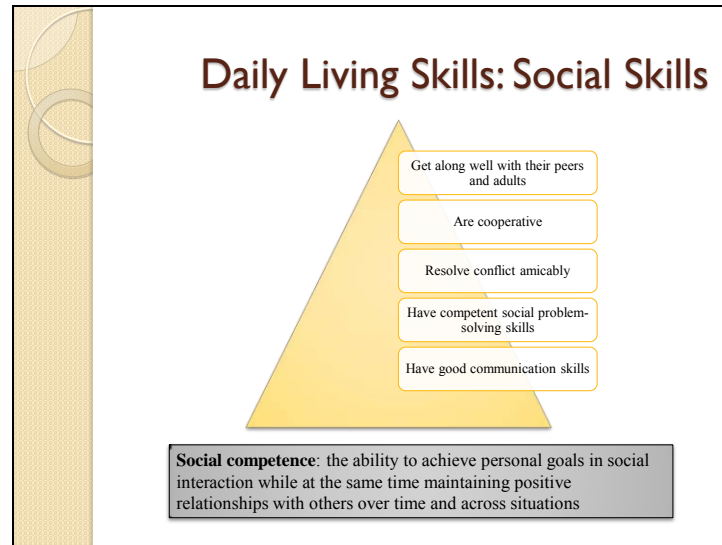 Daily Living Skills: Social Skills
Get along well with their peers
and adults
Are cooperative
Resolve conflict amicably
Have competent social problem-
solving skills
Have good communication skills
Social competence: the ability to achieve personal goals in social
interaction while at the same time maintaining positive
relationships with others over time and across situations